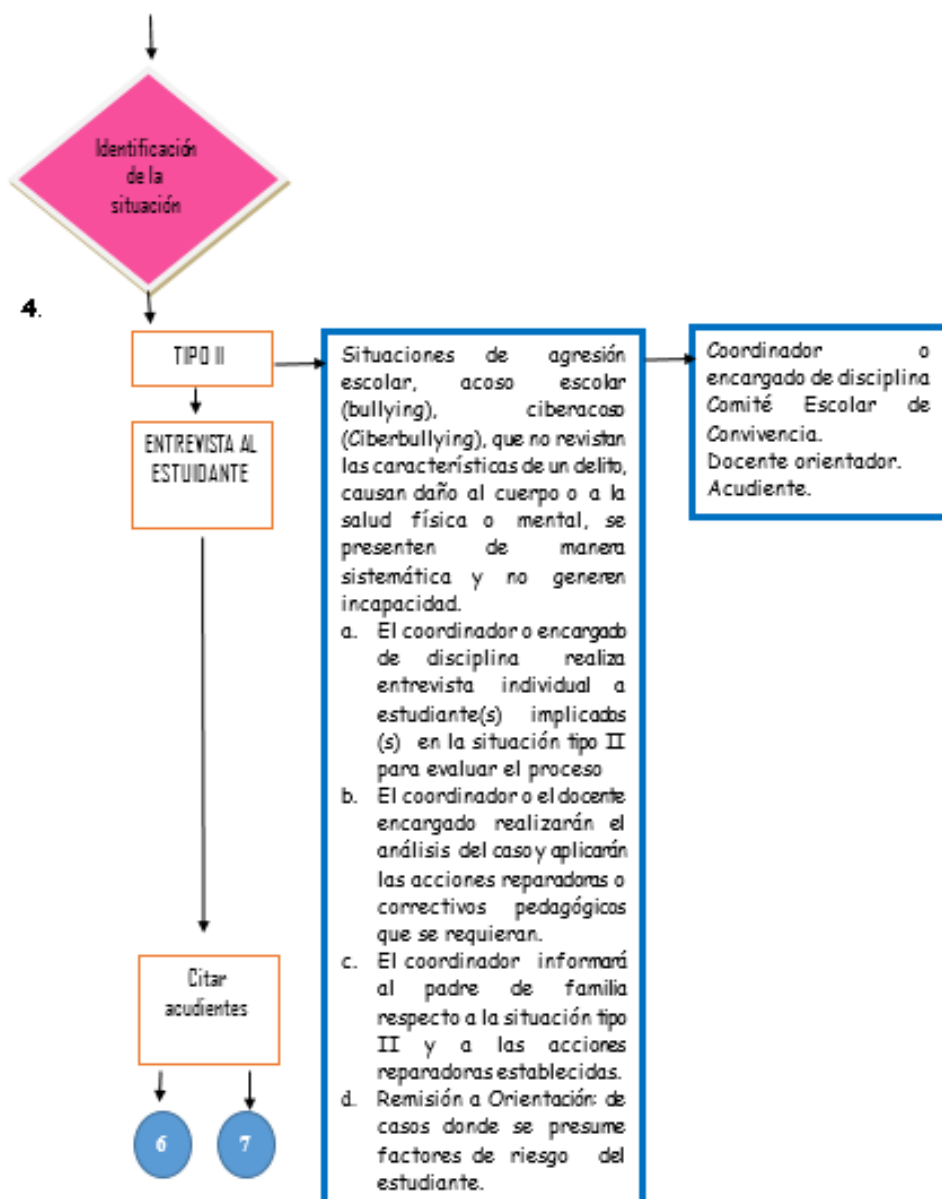 Identificación
de la
situación
4.
TIPO II
ENTREVISTA AL
ESTUIDANTE
Citar
acudientes
6
7
Situaciones de agresión
escolar, acoso escolar
(bullying), ciberacoso
(Ciberbullying), que no revistan
las características de un delito,
causan daño al cuerpo o a la
salud física o mental, se
presenten de manera
sistemática y no generen
incapacidad.
a. El coordinador o encargado
de disciplina realiza
entrevista individual a
estudiante(s) implicados
(s) en la situación tipo II
para evaluar el proceso
b. El coordinador o el docente
encargado realizarán el
análisis del caso y aplicarán
las acciones reparadoras o
correctivos pedagógicos
que se requieran.
c. El coordinador informará
al padre de familia
respecto a la situación tipo
II y a las acciones
reparadoras establecidas.
d. Remisión a Orientación: de
casos donde se presume
factores de riesgo del
estudiante.
Coordinador o
encargado de disciplina
Comité Escolar de
Convivencia.
Docente orientador.
Acudiente.